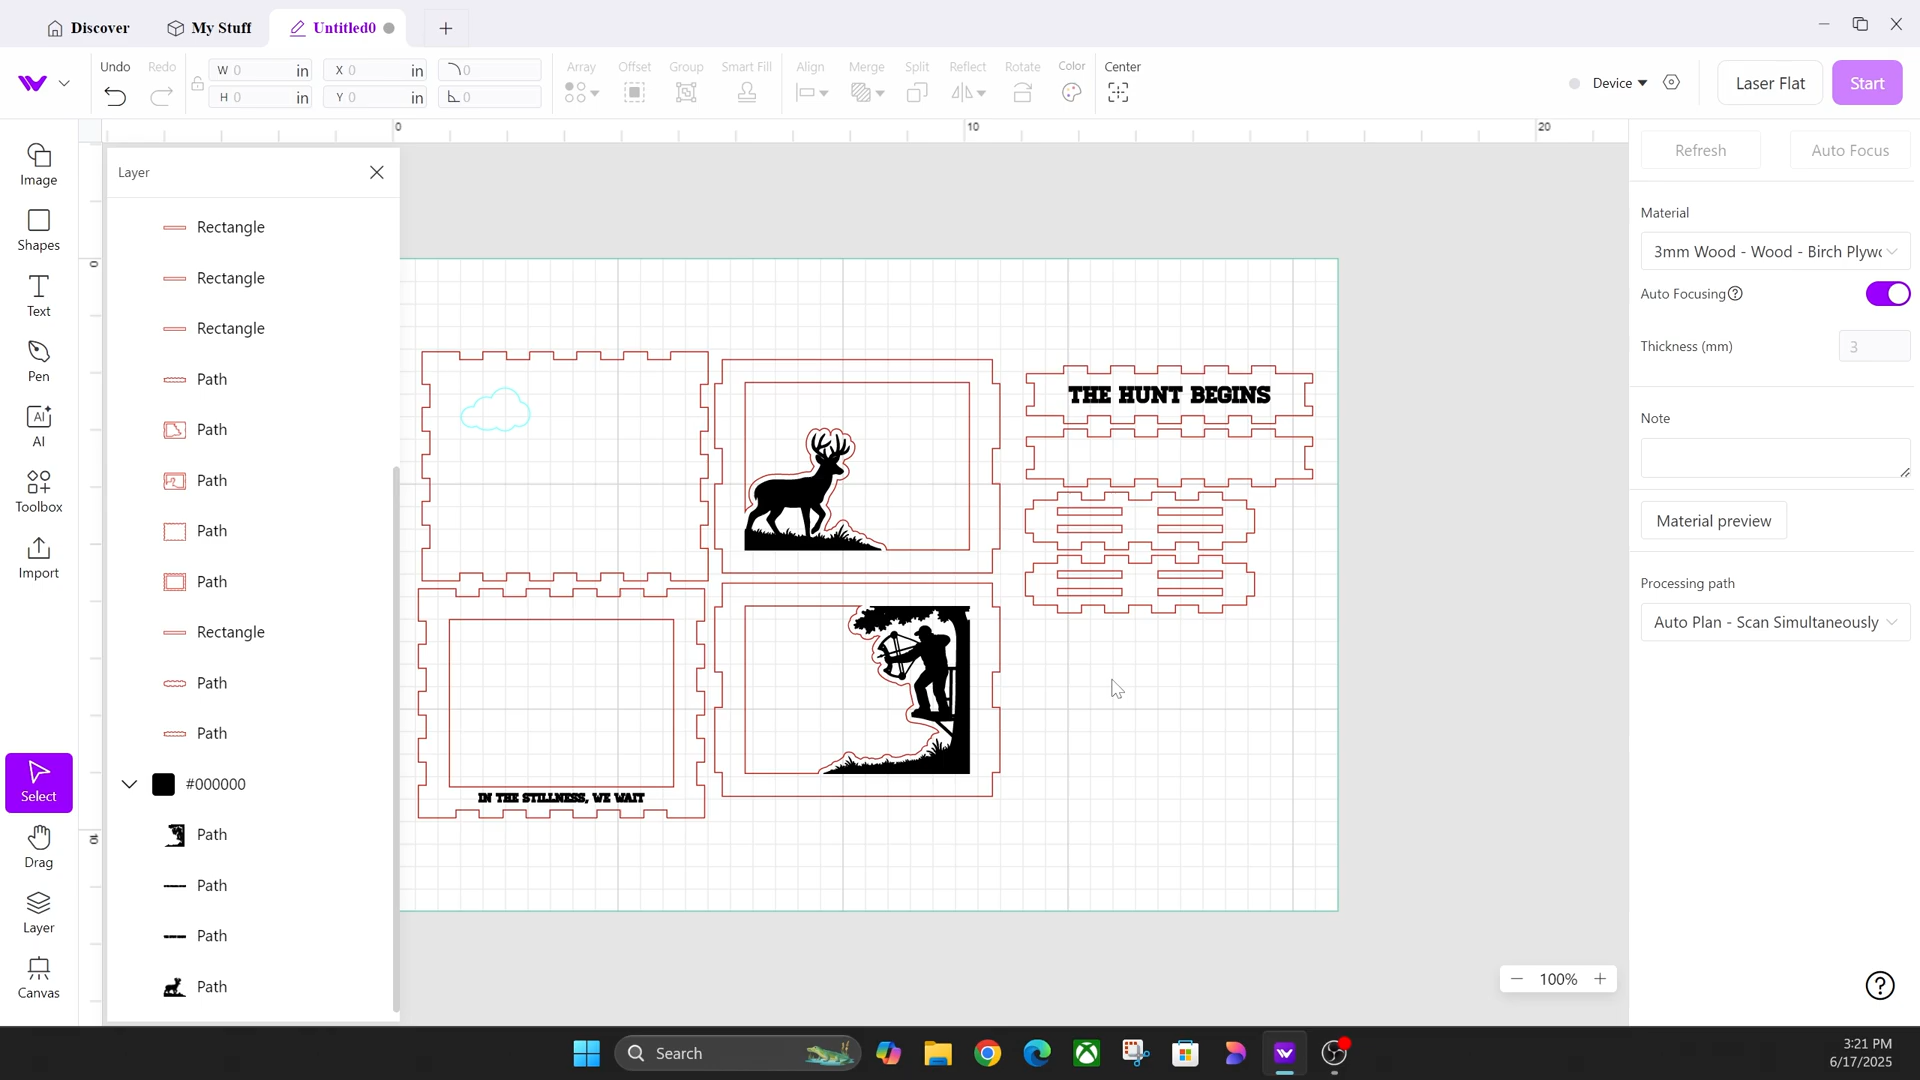 Discover
My Stuff
Untitled0
Undo
Redo
W 0 in
H 0 in
X 0 in
Y 0 in
0
0
Array
Offset
Group
Smart Fill
Align
Merge
Split
Reflect
Rotate
Color
Center
Device
Laser Flat
Start
0
10
20
0
10
Image
Shapes
Text
Pen
AI
AI
Toolbox
Import
Select
Drag
Layer
Canvas
Layer
Rectangle
Rectangle
Rectangle
Path
Path
Path
Path
Path
Rectangle
Path
Path
#000000
Path
Path
Path
Path
THE HUNT BEGINS
IN THE STILLNESS, WE WAIT
100%
Refresh
Auto Focus
Material
3mm Wood - Wood - Birch Plyw
Auto Focusing
Thickness (mm)
3
Note
Material preview
Processing path
Auto Plan - Scan Simultaneously
Search
3:21 PM
6/17/2025